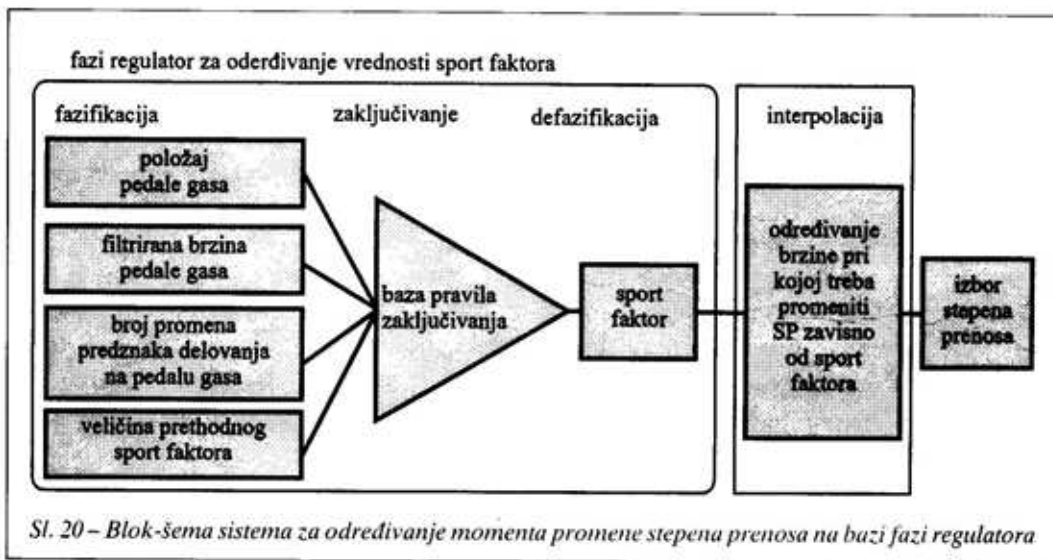 fazi regulator za oderđivanje vrednosti sport faktora
fazifikacija
zaključivanje
defazifikacija
interpolacija
položaj
pedale gasa
filtrirana brzina
pedale gasa
broj promena
predznaka delovanja
na pedalu gasa
veličina prethodnog
sport faktora
baza pravila
zaključivanja
sport
faktor
određivanje
brzine pri
kojoj treba
promeniti
SP zavisno
od sport
faktora
izbor
stepena
prenosa
Sl. 20 – Blok-šema sistema za određivanje momenta promene stepena prenosa na bazi fazi regulatora